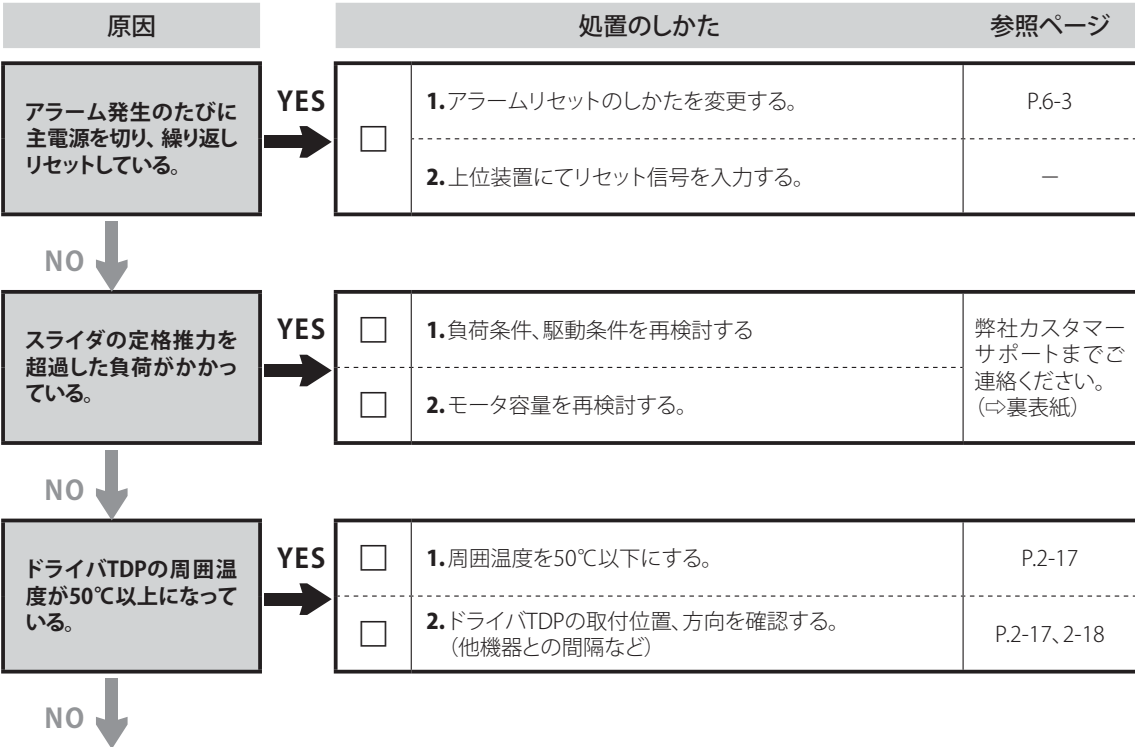 原因
処置のしかた
参照ページ
アラーム発生のたびに
主電源を切り、繰り返し
リセットしている。
YES
□
1.アラームリセットのしかたを変更する。
P.6-3
2.上位装置にてリセット信号を入力する。
－
NO
スライダの定格推力を
超過した負荷がかかっ
ている。
YES
□
1.負荷条件、駆動条件を再検討する
□
2.モータ容量を再検討する。
弊社カスタマー
サポートまでご
連絡ください。
(⇨裏表紙)
NO
ドライバTDPの周囲温
度が50℃以上になって
いる。
YES
□
1.周囲温度を50℃以下にする。
P.2-17
□
2.ドライバTDPの取付位置、方向を確認する。
(他機器との間隔など)
P.2-17、2-18
NO